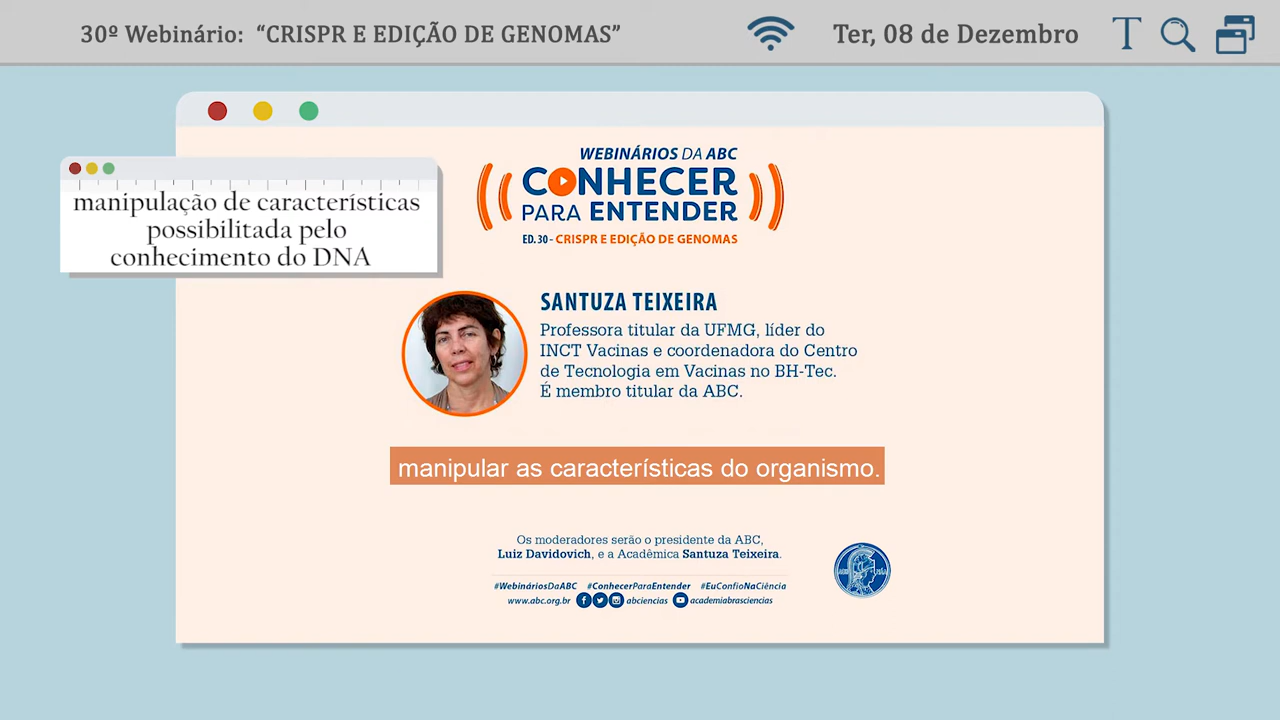 30º Webinário: “CRISPR E EDIÇÃO DE GENOMAS”
Ter, 08 de Dezembro
T
manipulação de características
possibilitada pelo
conhecimento do DNA
WEBINÁRIOS DA ABC
CONHECER
PARA ENTENDER
ED. 30 - CRISPR E EDIÇÃO DE GENOMAS
SANTUZA TEIXEIRA
Professora titular da UFMG, líder do
INCT Vacinas e coordenadora do Centro
de Tecnologia em Vacinas no BH-Tec.
É membro titular da ABC.
manipular as características do organismo.
Os moderadores serão o presidente da ABC,
Luiz Davidovich, e a Acadêmica Santuza Teixeira.
#WebináriosDaABC #ConhecerParaEntender #EuConfioNaCiência
www.abc.org.br abciencias academiabrasciencias